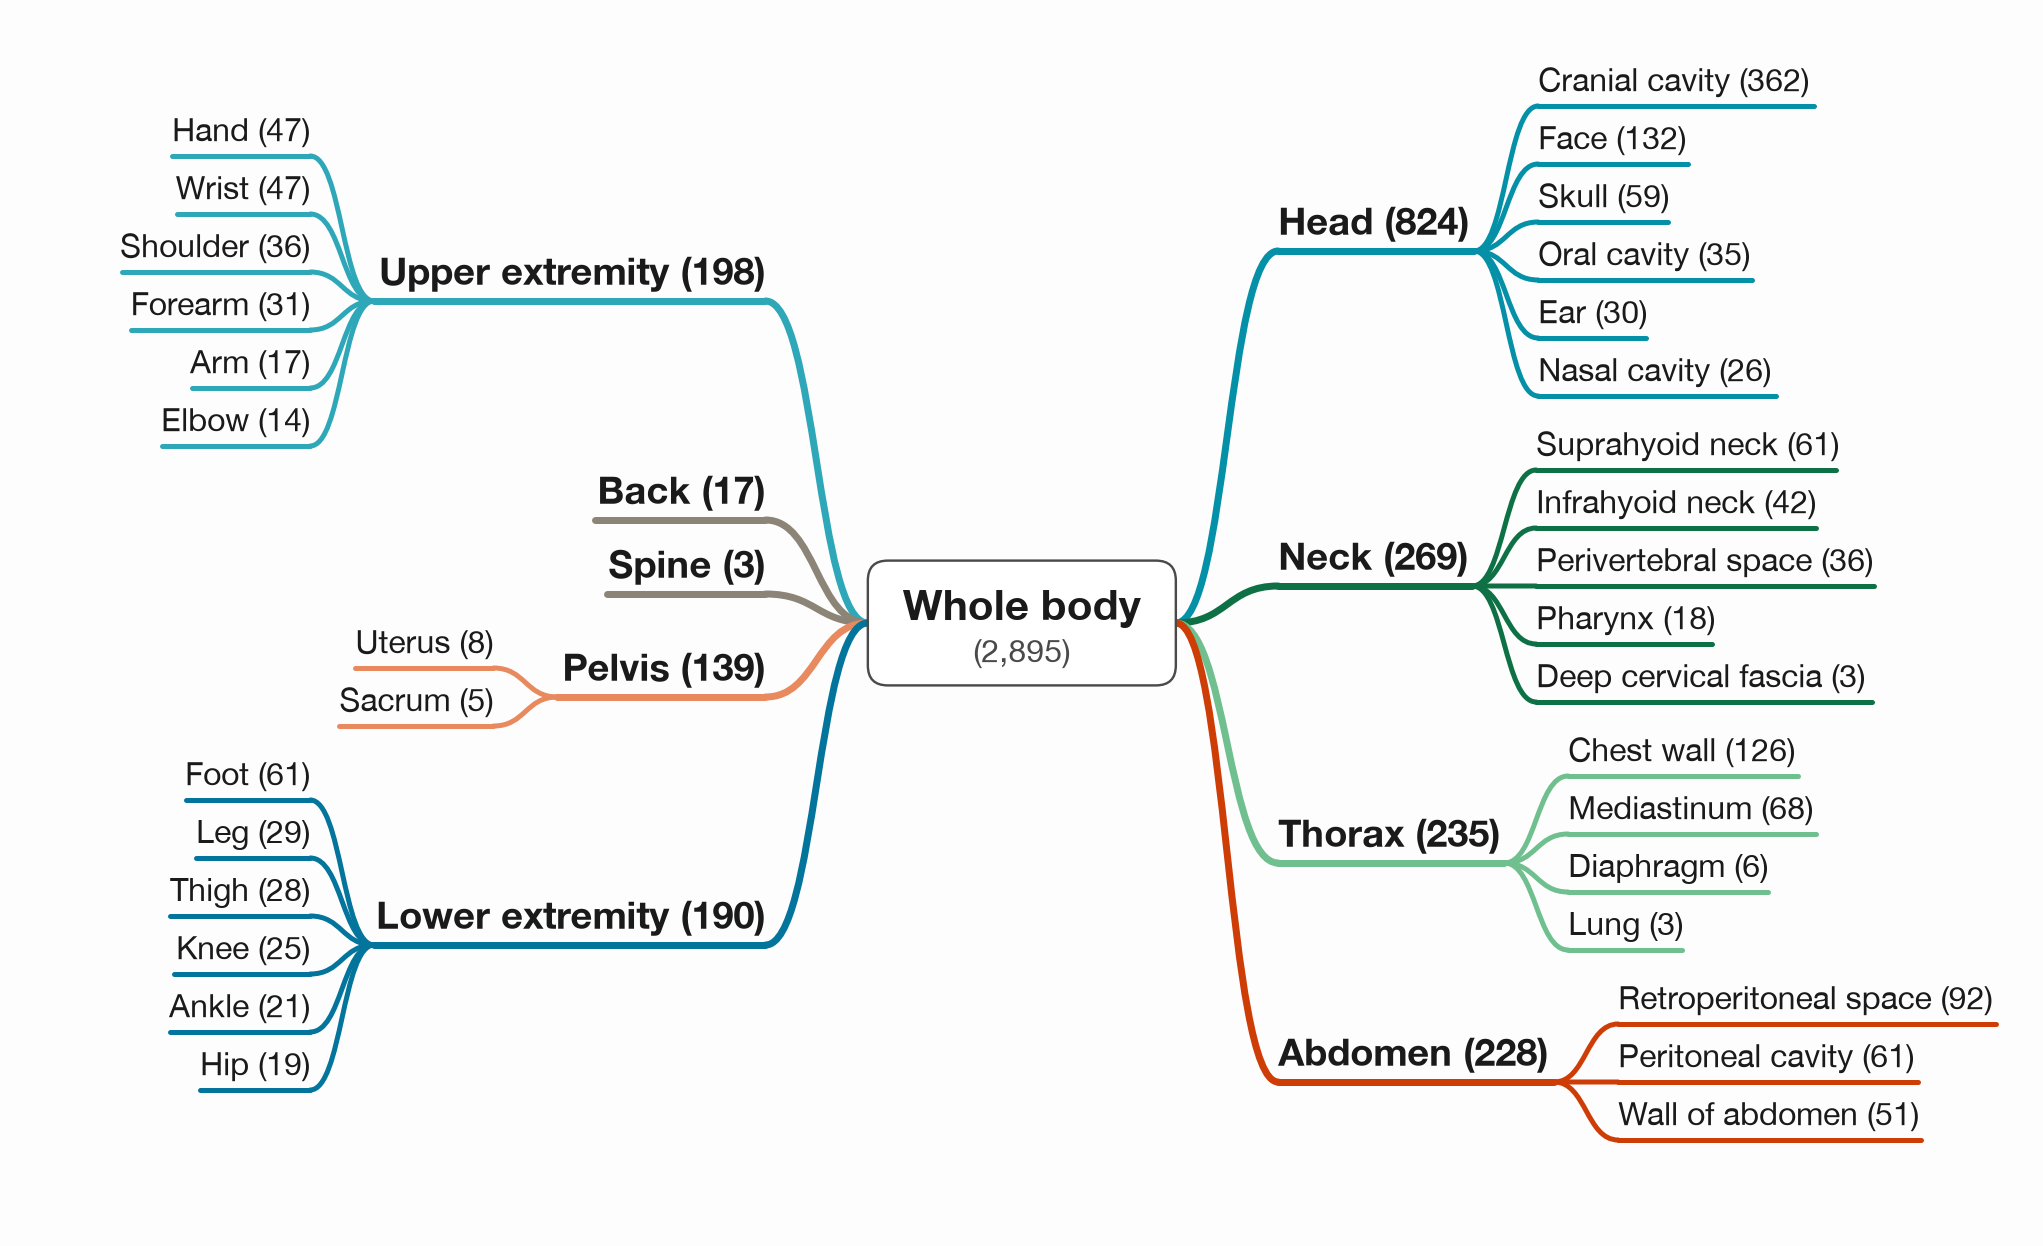 Whole body
(2,895)
Head (824)
Cranial cavity (362)
Face (132)
Skull (59)
Oral cavity (35)
Ear (30)
Nasal cavity (26)
Neck (269)
Suprahyoid neck (61)
Infrahyoid neck (42)
Perivertebral space (36)
Pharynx (18)
Deep cervical fascia (3)
Thorax (235)
Chest wall (126)
Mediastinum (68)
Diaphragm (6)
Lung (3)
Abdomen (228)
Retroperitoneal space (92)
Peritoneal cavity (61)
Wall of abdomen (51)
Upper extremity (198)
Hand (47)
Wrist (47)
Shoulder (36)
Forearm (31)
Arm (17)
Elbow (14)
Back (17)
Spine (3)
Pelvis (139)
Uterus (8)
Sacrum (5)
Lower extremity (190)
Foot (61)
Leg (29)
Thigh (28)
Knee (25)
Ankle (21)
Hip (19)